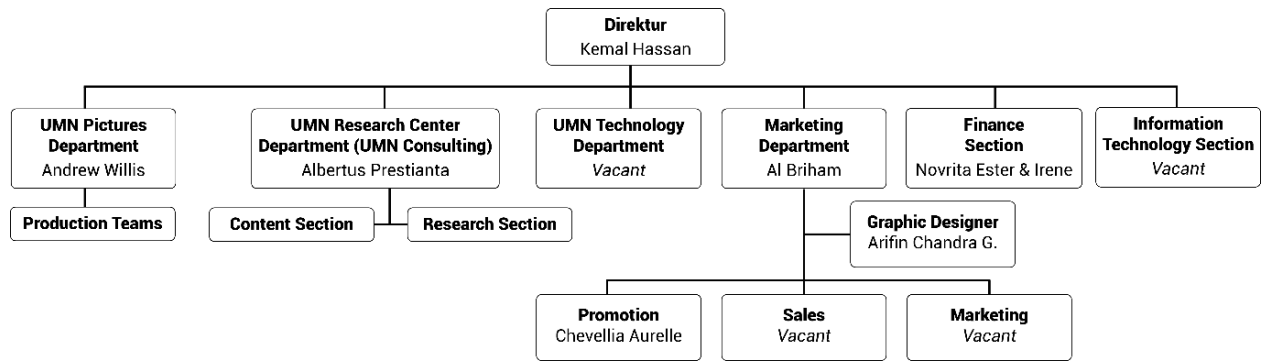 Direktur
Kemal Hassan
UMN Pictures
Department
Andrew Willis
UMN Research Center
Department (UMN Consulting)
Albertus Prestianta
UMN Technology
Department
Vacant
Marketing
Department
Al Briham
Finance
Section
Novrita Ester & Irene
Information
Technology Section
Vacant
Production Teams
Content Section
Research Section
Graphic Designer
Arifin Chandra G.
Promotion
Chevellia Aurelle
Sales
Vacant
Marketing
Vacant